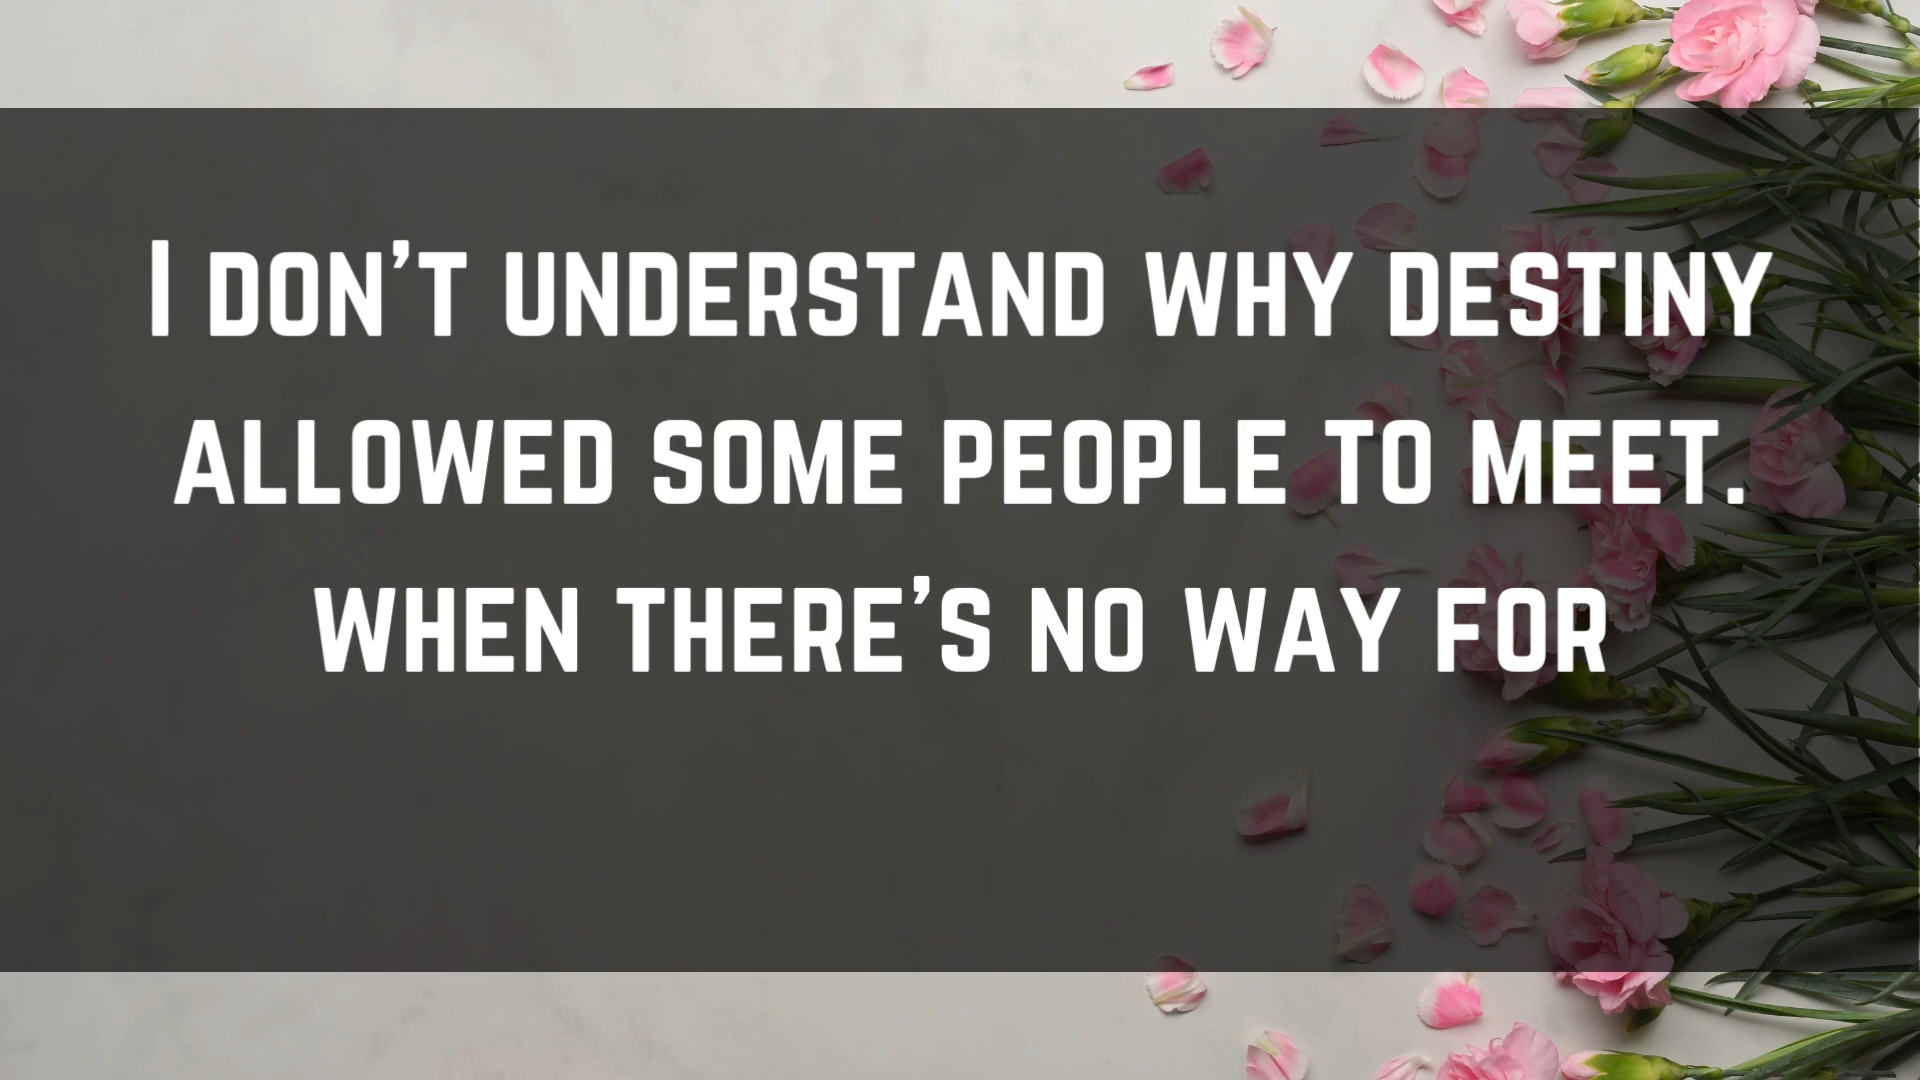 I don’t understand why destiny
allowed some people to meet.
when there’s no way for